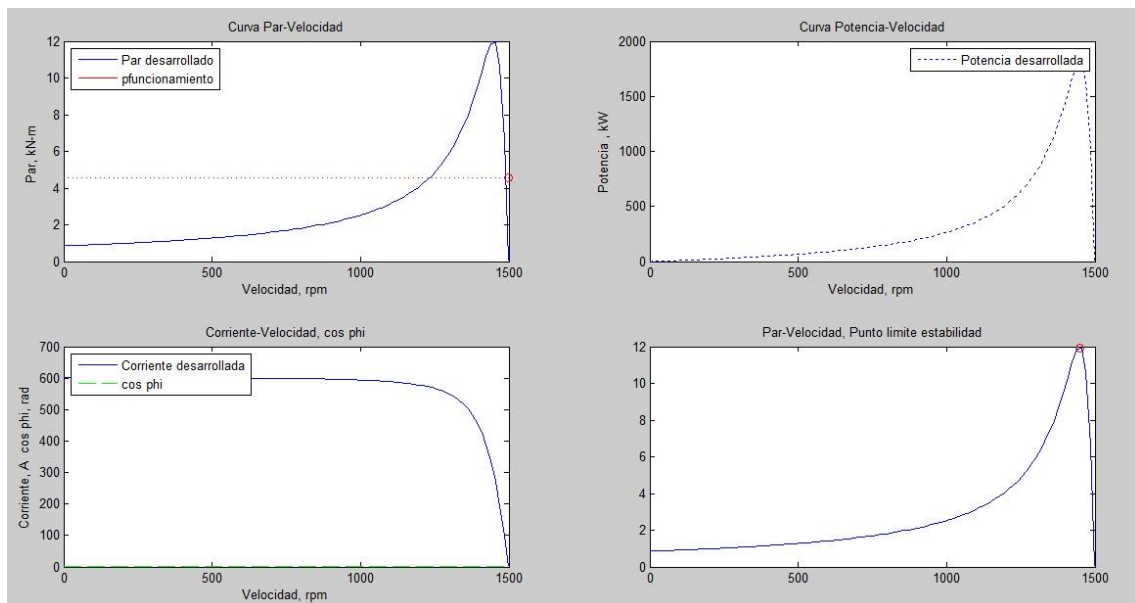 Curva Par-Velocidad
12
10
8
6
4
2
0
Par, kN-m
Par desarrollado
pfuncionamiento
0 500 1000 1500
Velocidad, rpm
Curva Potencia-Velocidad
2000
1500
1000
500
0
Potencia , kW
Potencia desarrollada
0 500 1000 1500
Velocidad, rpm
Corriente-Velocidad, cos phi
700
600
500
400
300
200
100
0
Corriente, A cos phi, rad
Corriente desarrollada
cos phi
0 500 1000 1500
Velocidad, rpm
Par-Velocidad, Punto limite estabilidad
12
10
8
6
4
2
0
0 500 1000 1500